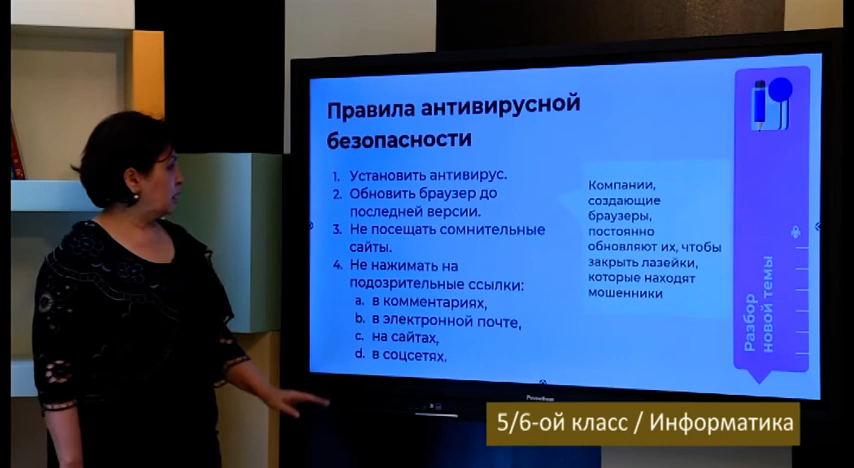 Правила антивирусной
безопасности
1. Установить антивирус.
2. Обновить браузер до
последней версии.
3. Не посещать сомнительные
сайты.
4. Не нажимать на
подозрительные ссылки:
a. в комментариях,
b. в электронной почте,
c. на сайтах,
d. в соцсетях.
Компании,
создающие
браузеры,
постоянно
обновляют их, чтобы
закрыть лазейки,
которые находят
мошенники
Разбор
новой темы
Promethean
5/6-ой класс / Информатика